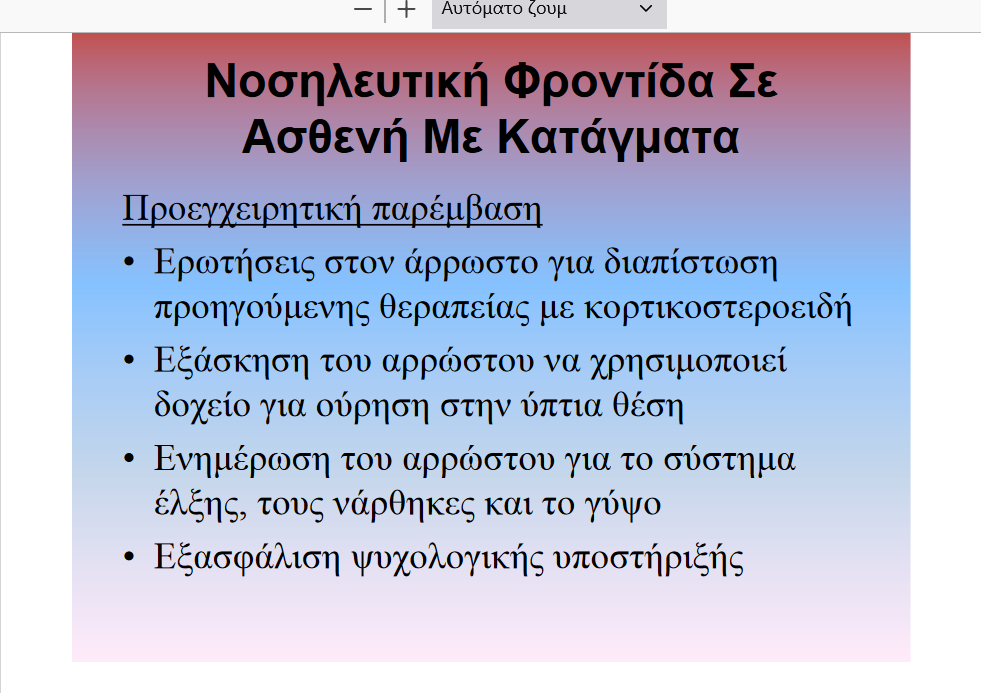 Αυτόματο ζουμ
Νοσηλευτική Φροντίδα Σε
Ασθενή Με Κατάγματα
Προεγχειρητική παρέμβαση
• Ερωτήσεις στον άρρωστο για διαπίστωση
προηγούμενης θεραπείας με κορτικοστεροειδή
• Εξάσκηση του αρρώστου να χρησιμοποιεί
δοχείο για ούρηση στην ύπτια θέση
• Ενημέρωση του αρρώστου για το σύστημα
έλξης, τους νάρθηκες και το γύψο
• Εξασφάλιση ψυχολογικής υποστήριξής